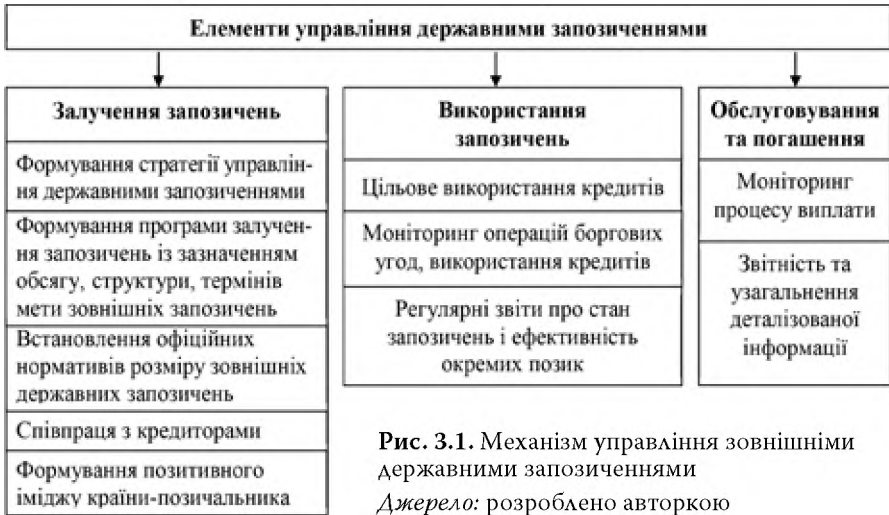 Елементи управління державними запозиченнями
Залучення запозичень
Формування стратегії управлін-
ня державними запозиченнями
Формування програми залучен-
ня запозичень із зазначенням
обсягу, структури, термінів
мети зовнішніх запозичень
Встановлення офіційних
нормативів розміру зовнішніх
державних запозичень
Співпраця з кредиторами
Формування позитивного
іміджу країни-позичальника
Використання
запозичень
Цільове використання кредитів
Моніторинг операцій боргових
угод, використання кредитів
Регулярні звіти про стан
запозичень і ефективність
окремих позик
Обслуговування
та погашення
Моніторинг
процесу виплати
Звітність та
узагальнення
деталізованої
інформації
Рис. 3.1. Механізм управління зовнішніми
державними запозиченнями
Джерело: розроблено авторкою